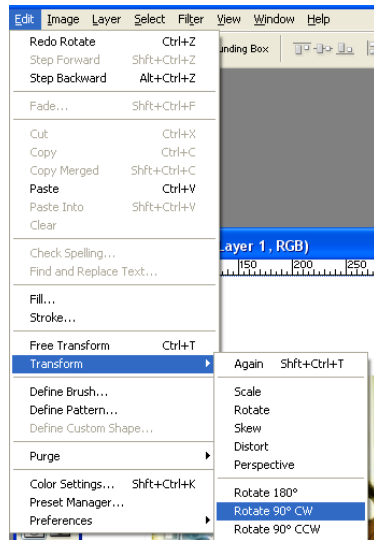 Edit Image Layer Select Filter View Window Help
Redo Rotate Ctrl+Z
Step Forward Shft+Ctrl+Z
Step Backward Alt+Ctrl+Z
unding Box
Fade... Shft+Ctrl+F
Cut Ctrl+X
Copy Ctrl+C
Copy Merged Shft+Ctrl+C
Paste Ctrl+V
Paste Into Shft+Ctrl+V
Clear
Layer 1, RGB)
Check Spelling...
Find and Replace Text...
150 200 250
Fill...
Stroke...
Free Transform Ctrl+T
Transform
Again Shft+Ctrl+T
Define Brush...
Define Pattern...
Define Custom Shape...
Scale
Rotate
Skew
Distort
Perspective
Purge
Color Settings... Shft+Ctrl+K
Preset Manager...
Preferences
Rotate 180°
Rotate 90° CW
Rotate 90° CCW